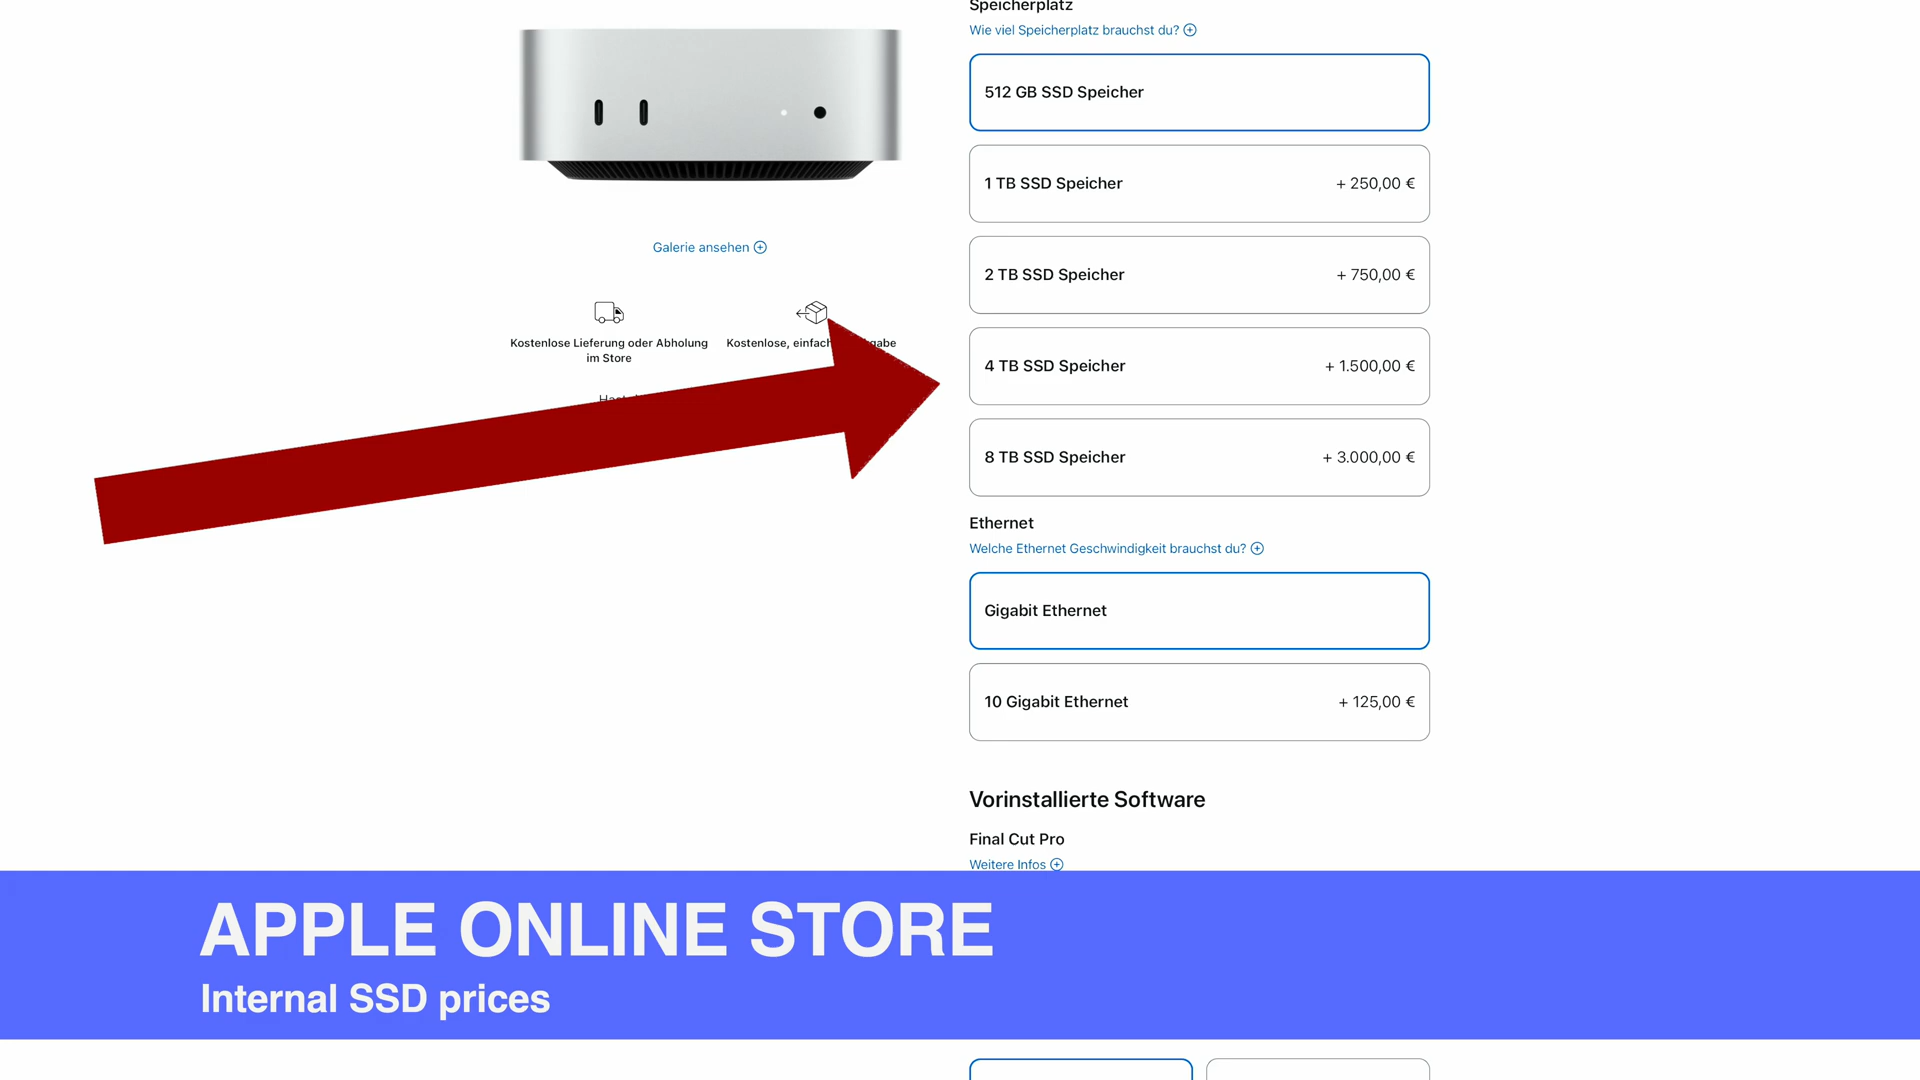 Speicherplatz
Wie viel Speicherplatz brauchst du?
512 GB SSD Speicher
1 TB SSD Speicher + 250,00 €
2 TB SSD Speicher + 750,00 €
4 TB SSD Speicher + 1.500,00 €
8 TB SSD Speicher + 3.000,00 €
Galerie ansehen
Kostenlose Lieferung oder Abholung
im Store
Kostenlose,
Ethernet
Welche Ethernet Geschwindigkeit brauchst du?
Gigabit Ethernet
10 Gigabit Ethernet + 125,00 €
Vorinstallierte Software
Final Cut Pro
Weitere Infos
APPLE ONLINE STORE
Internal SSD prices